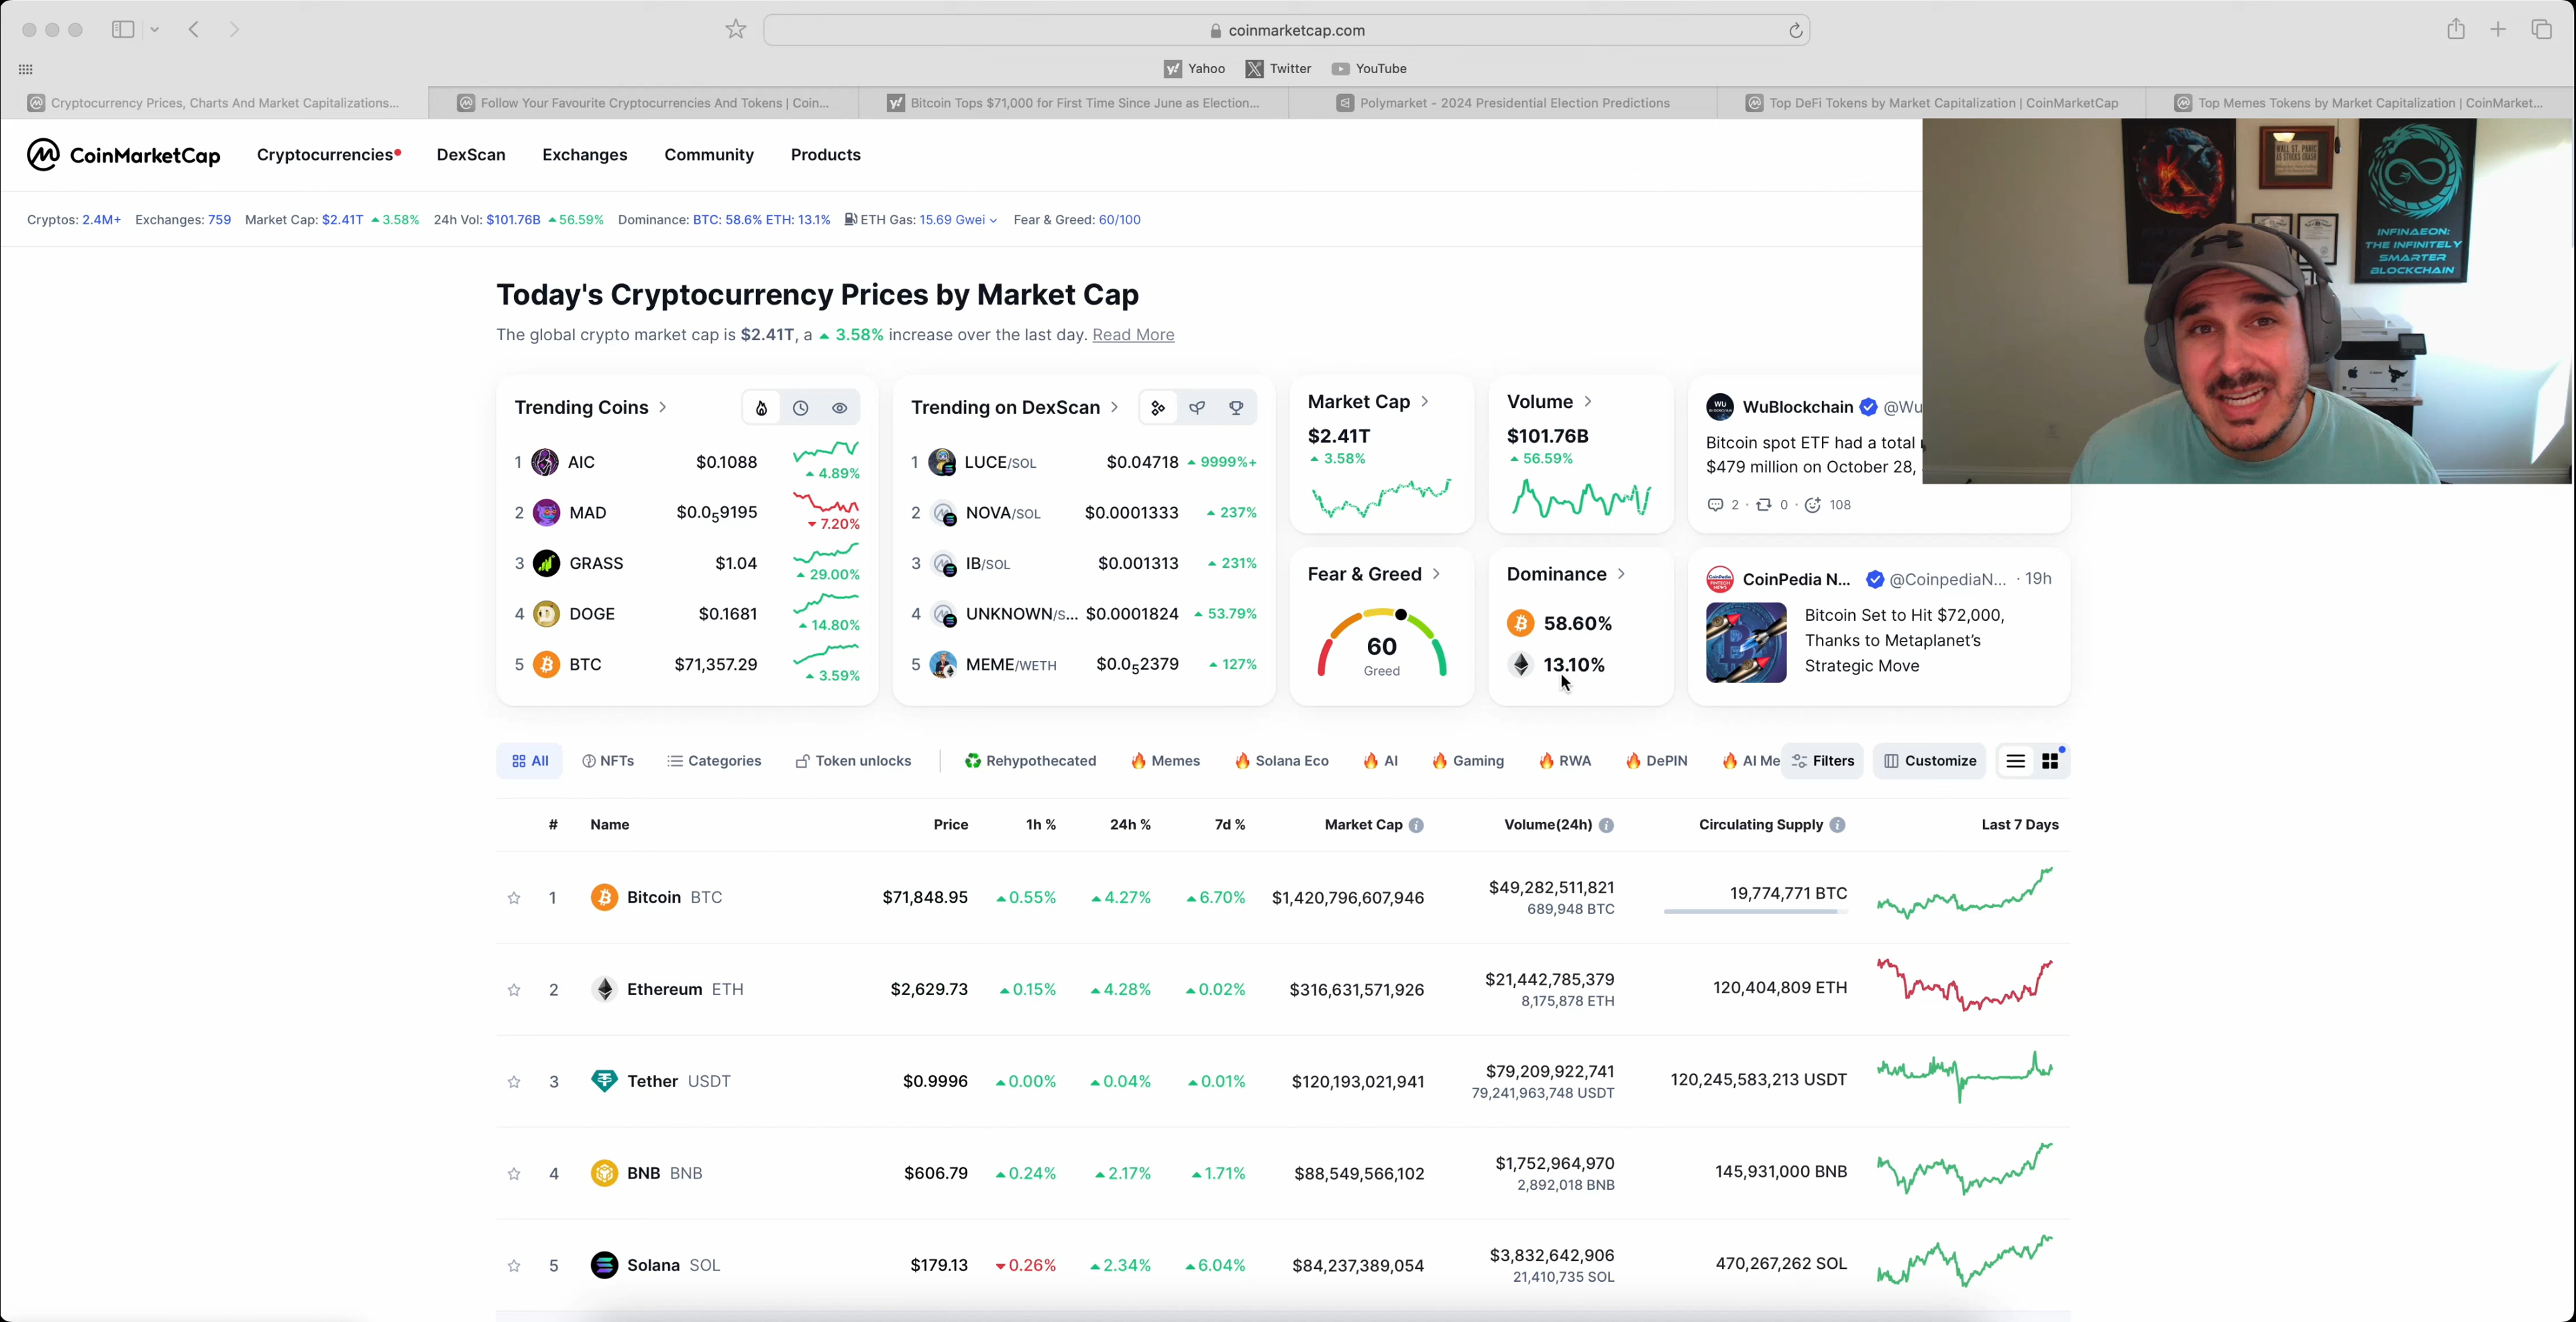 coinmarketcap.com
Yahoo Twitter YouTube
Cryptocurrency Prices, Charts And Market Capitalizations... Follow Your Favourite Cryptocurrencies And Tokens | Coin... Bitcoin Tops $71,000 for First Time Since June as Election... Polymarket - 2024 Presidential Election Predictions Top DeFi Tokens by Market Capitalization | CoinMarketCap Top Memes Tokens by Market Capitalization | CoinMarket...
CoinMarketCap Cryptocurrencies DexScan Exchanges Community Products
Cryptos: 2.4M+ Exchanges: 759 Market Cap: $2.41T 3.58% 24h Vol: $101.76B 56.59% Dominance: BTC: 58.6% ETH: 13.1% ETH Gas: 15.69 Gwei Fear & Greed: 60/100
WALL ST. PANIC
AS STOCKS CRASH
INFINAEON:
THE INFINITELY
SMARTER
BLOCKCHAIN
Today's Cryptocurrency Prices by Market Cap
The global crypto market cap is $2.41T, a 3.58% increase over the last day. Read More
Trending Coins
1 AIC $0.1088 4.89%
2 MAD $0.0₅9195 7.20%
3 GRASS $1.04 29.00%
4 DOGE $0.1681 14.80%
5 BTC $71,357.29 3.59%
Trending on DexScan
1 LUCE/SOL $0.04718 9999%+
2 NOVA/SOL $0.0001333 237%
3 IB/SOL $0.001313 231%
4 UNKNOWN/S... $0.0001824 53.79%
5 MEME/WETH $0.0₅2379 127%
Market Cap
$2.41T
3.58%
Volume
$101.76B
56.59%
Fear & Greed
60
Greed
Dominance
58.60%
13.10%
WU WuBlockchain @Wu
Bitcoin spot ETF had a total
$479 million on October 28,
2 · 0 · 108
CoinPedia N... @CoinpediaN... · 19h
Bitcoin Set to Hit $72,000,
Thanks to Metaplanet's
Strategic Move
All NFTs Categories Token unlocks Rehypothecated Memes Solana Eco AI Gaming RWA DePIN AI Me Filters Customize
# Name Price 1h % 24h % 7d % Market Cap Volume(24h) Circulating Supply Last 7 Days
1 Bitcoin BTC $71,848.95 0.55% 4.27% 6.70% $1,420,796,607,946 $49,282,511,821 19,774,771 BTC
689,948 BTC
2 Ethereum ETH $2,629.73 0.15% 4.28% 0.02% $316,631,571,926 $21,442,785,379 120,404,809 ETH
8,175,878 ETH
3 Tether USDT $0.9996 0.00% 0.04% 0.01% $120,193,021,941 $79,209,922,741 120,245,583,213 USDT
79,241,963,748 USDT
4 BNB BNB $606.79 0.24% 2.17% 1.71% $88,549,566,102 $1,752,964,970 145,931,000 BNB
2,892,018 BNB
5 Solana SOL $179.13 0.26% 2.34% 6.04% $84,237,389,054 $3,832,642,906 470,267,262 SOL
21,410,735 SOL